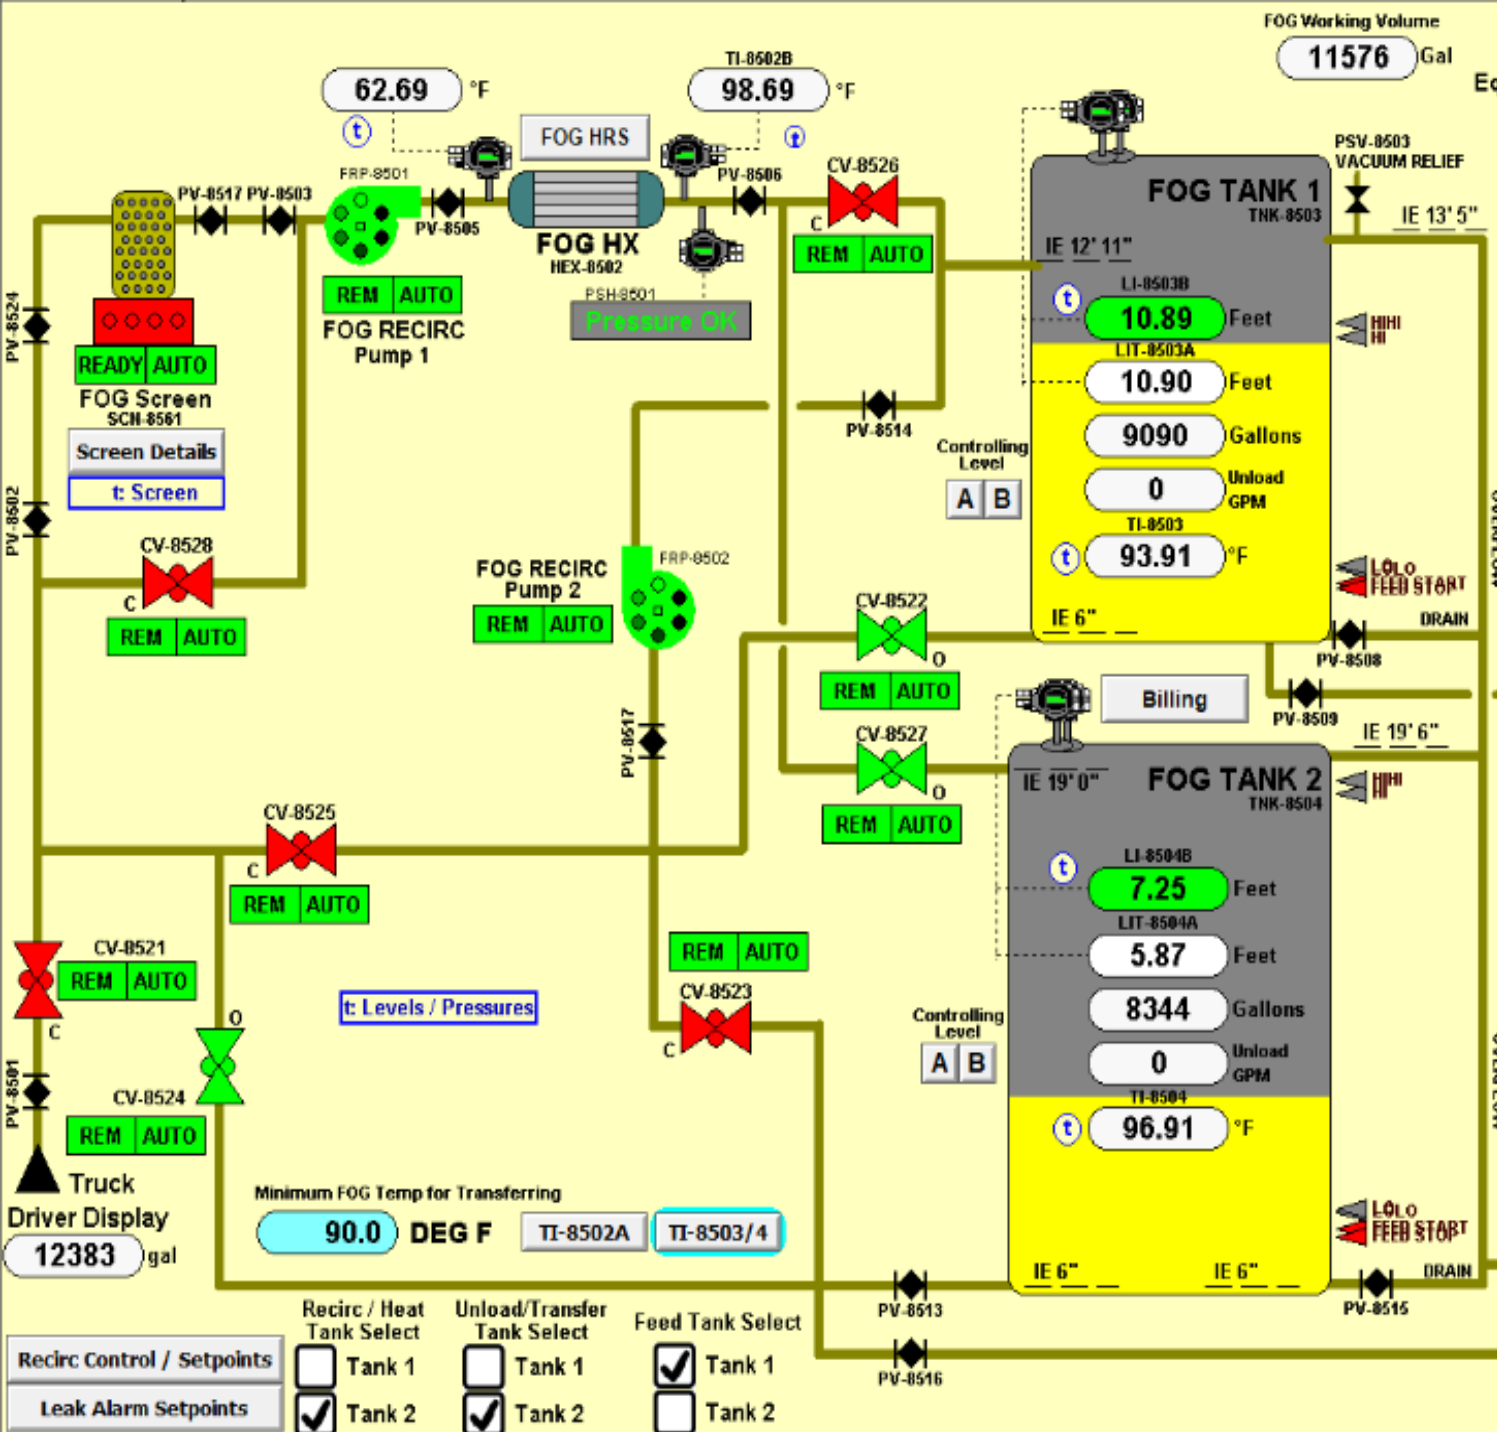 FOG Working Volume
11576 Gal
TI-8502B
62.69 °F
98.69 °F
t
FOG HRS
PSV-8503
VACUUM RELIEF
FRP-8501
PV-8506
CV-8526
PV-8517 PV-8503
FOG TANK 1
TNK-8503
IE 13' 5"
PV-8505
C
FOG HX
HEX-8502
REM AUTO
IE 12' 11"
REM AUTO
PSH-8501
Pressure OK
LI-8503B
t
10.89 Feet
HIHI
HI
PV-8524
FOG RECIRC
Pump 1
READY AUTO
LIT-8503A
10.90 Feet
FOG Screen
SCN-8561
PV-8514
Screen Details
Controlling
Level
9090 Gallons
t: Screen
A B
0 Unload
GPM
PV-8502
CV-8528
TI-8503
t
93.91 °F
FOG RECIRC
Pump 2
FRP-8502
LOLO
FEED START
C
REM AUTO
REM AUTO
CV-8522
IE 6"
DRAIN
O
PV-8508
REM AUTO
Billing
PV-8509
PV-8517
CV-8527
IE 19' 6"
O
IE 19' 0"
FOG TANK 2
TNK-8504
HIHI
HI
CV-8525
REM AUTO
C
REM AUTO
LI-8504B
t
7.25 Feet
LIT-8504A
5.87 Feet
CV-8521
REM AUTO
REM AUTO
CV-8523
t: Levels / Pressures
C
O
C
Controlling
Level
8344 Gallons
A B
0 Unload
GPM
PV-8501
CV-8524
REM AUTO
TI-8504
t
96.91 °F
Truck
Driver Display
12383 gal
Minimum FOG Temp for Transferring
90.0 DEG F
TI-8502A
TI-8503/4
LOLO
FEED STOP
IE 6"
IE 6"
DRAIN
PV-8513
PV-8515
Recirc / Heat
Tank Select
Unload/Transfer
Tank Select
Feed Tank Select
Recirc Control / Setpoints
Tank 1
Tank 1
Tank 1
PV-8516
Leak Alarm Setpoints
Tank 2
Tank 2
Tank 2